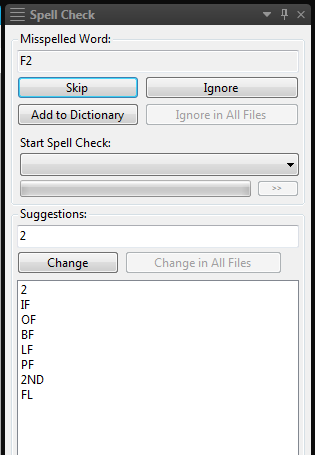 Spell Check
Misspelled Word:
F2
Skip Ignore
Add to Dictionary Ignore in All Files
Start Spell Check:
>>
Suggestions:
2
Change Change in All Files
2
IF
OF
BF
LF
PF
2ND
FL